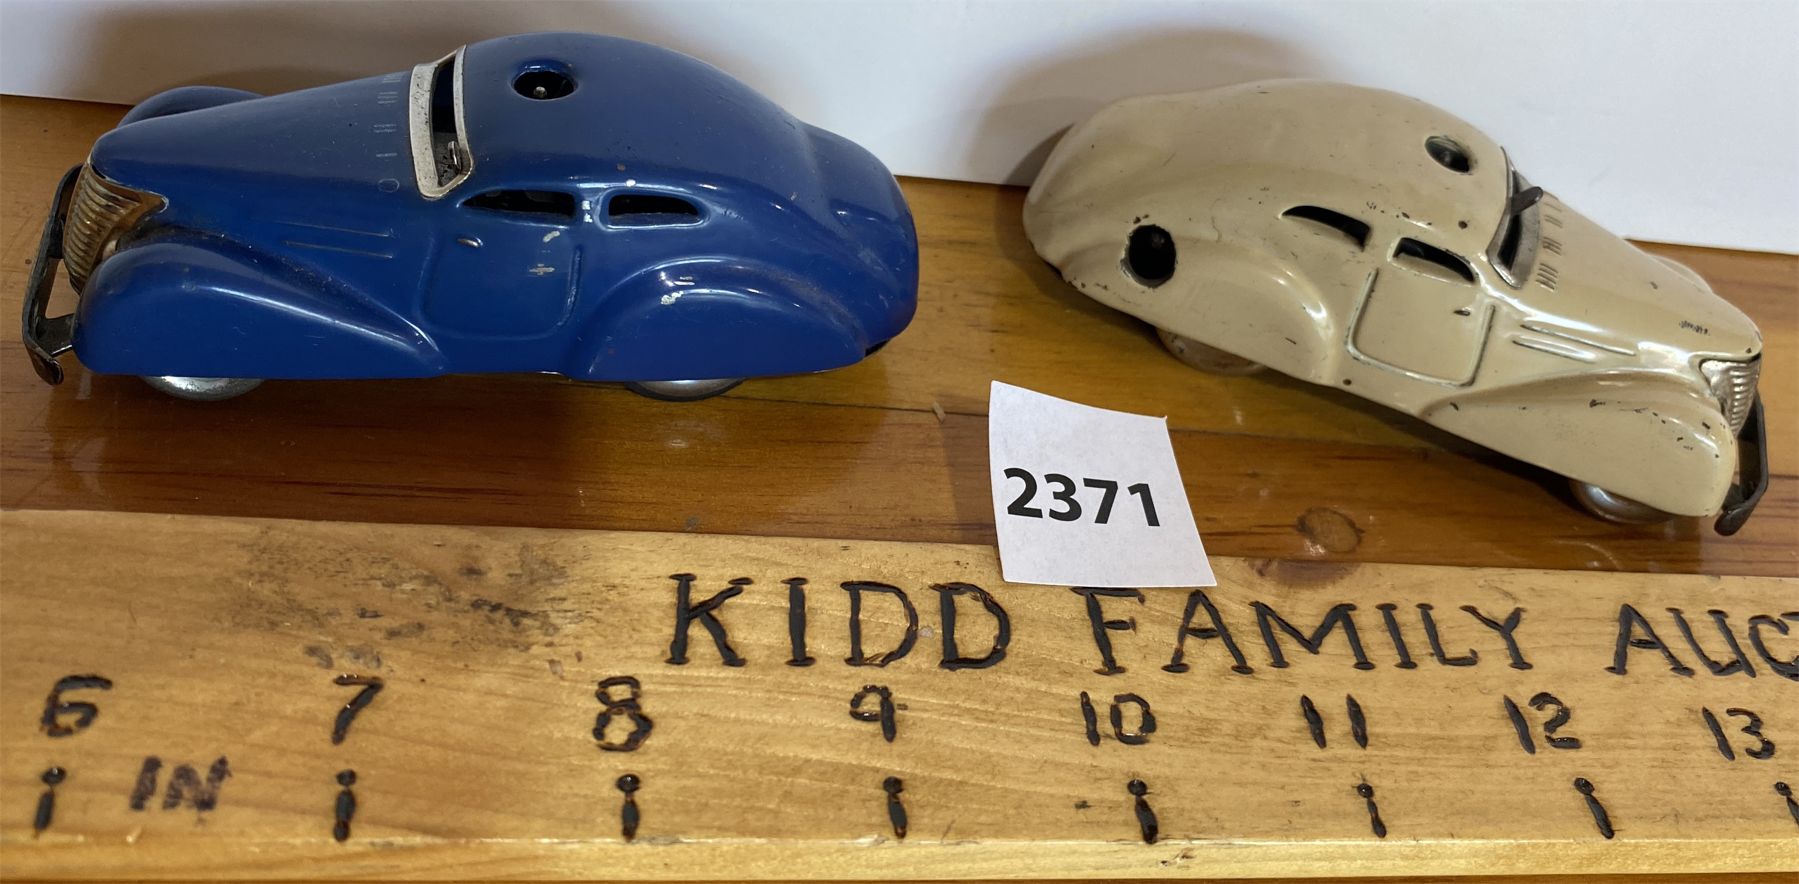 2371
KIDD FAMILY AUC
6 7 8 9 10 11 12 13
IN